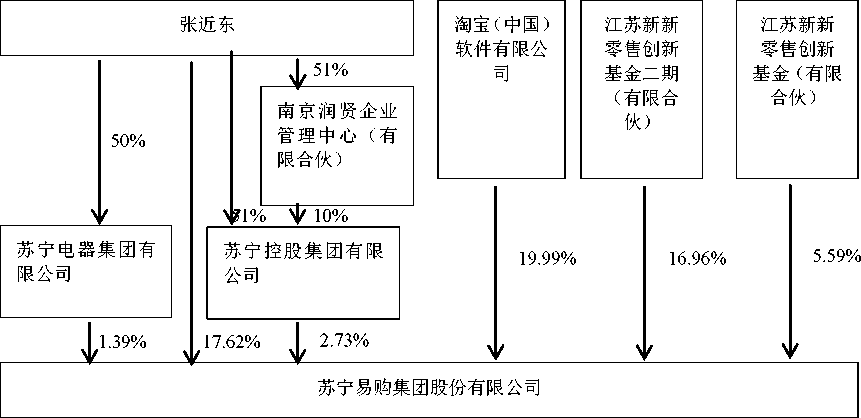 张近东
淘宝（中国）
软件有限公
司
江苏新新
零售创新
基金二期
（有限合
伙）
江苏新新
零售创新
基金（有限
合伙）
51%
南京润贤企业
管理中心（有
限合伙）
50%
10%
苏宁电器集团有
限公司
苏宁控股集团有限
公司
19.99%
16.96%
5.59%
1.39%
17.62%
2.73%
苏宁易购集团股份有限公司